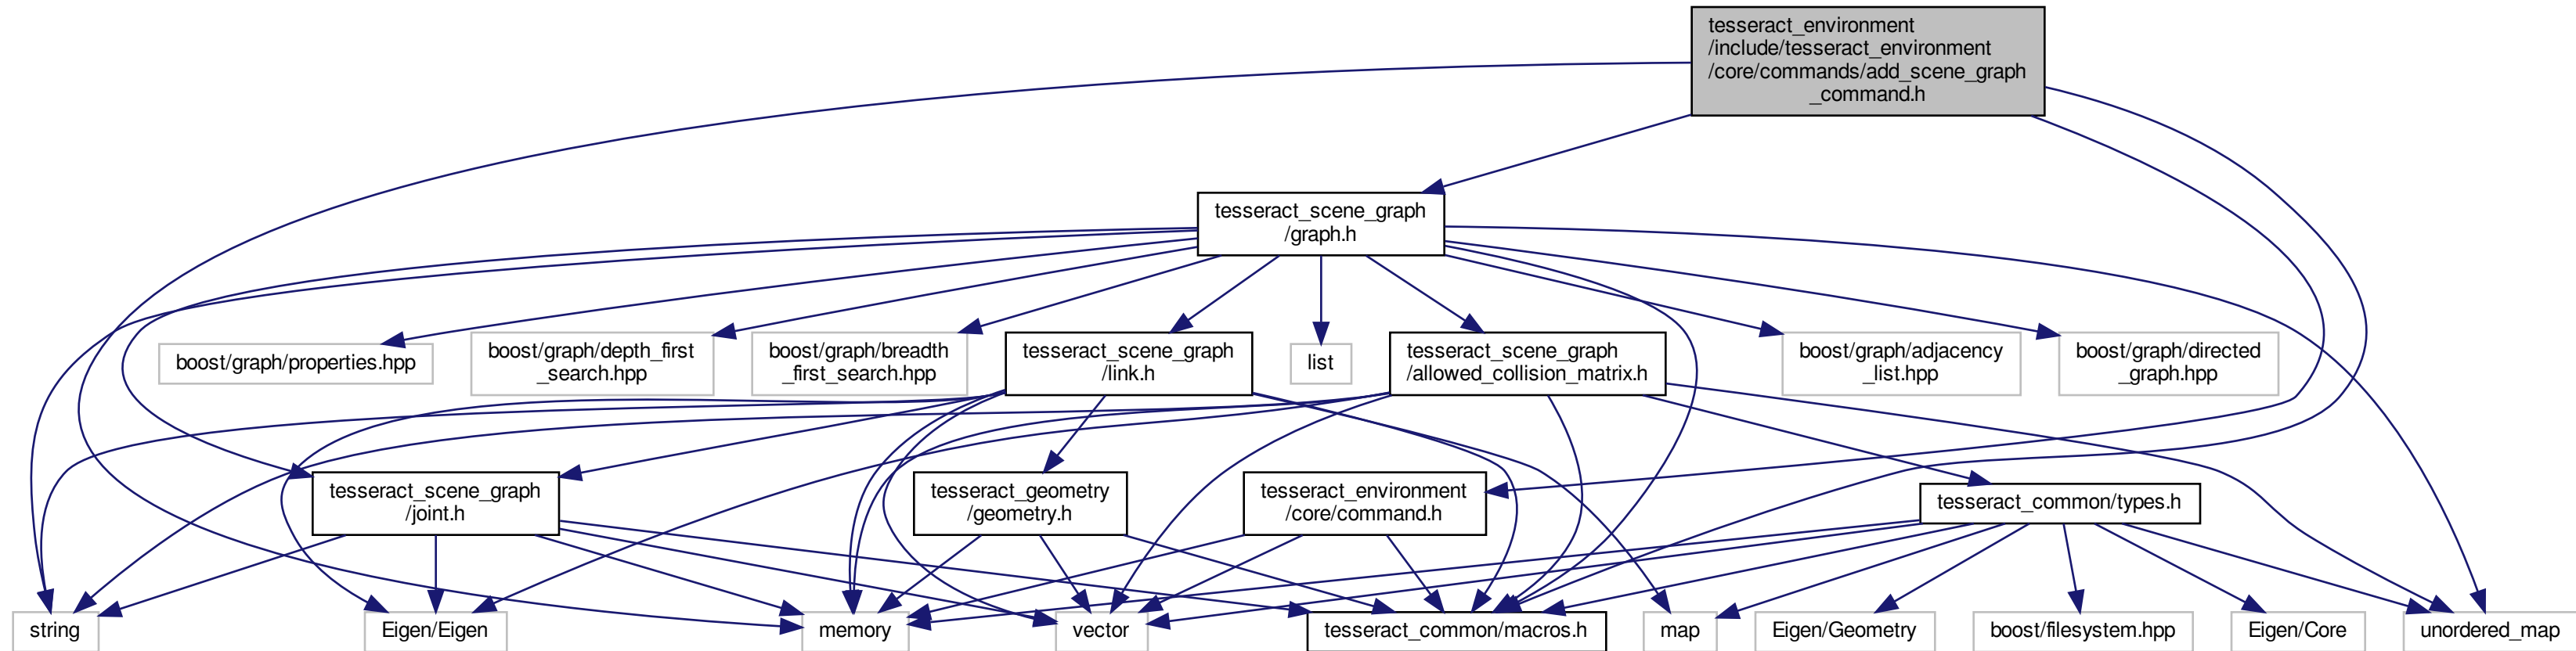 tesseract_environment
/include/tesseract_environment
/core/commands/add_scene_graph
_command.h
tesseract_scene_graph
/graph.h
boost/graph/properties.hpp
boost/graph/depth_first
_search.hpp
boost/graph/breadth
_first_search.hpp
tesseract_scene_graph
/link.h
list
tesseract_scene_graph
/allowed_collision_matrix.h
boost/graph/adjacency
_list.hpp
boost/graph/directed
_graph.hpp
tesseract_scene_graph
/joint.h
tesseract_geometry
/geometry.h
tesseract_environment
/core/command.h
tesseract_common/types.h
string
Eigen/Eigen
memory
vector
tesseract_common/macros.h
map
Eigen/Geometry
boost/filesystem.hpp
Eigen/Core
unordered_map